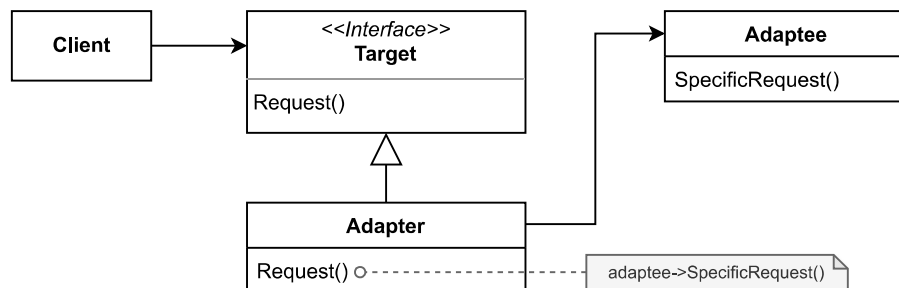 Client
<<Interface>>
Target
Request()
Adaptee
SpecificRequest()
Adapter
Request()
adaptee->SpecificRequest()